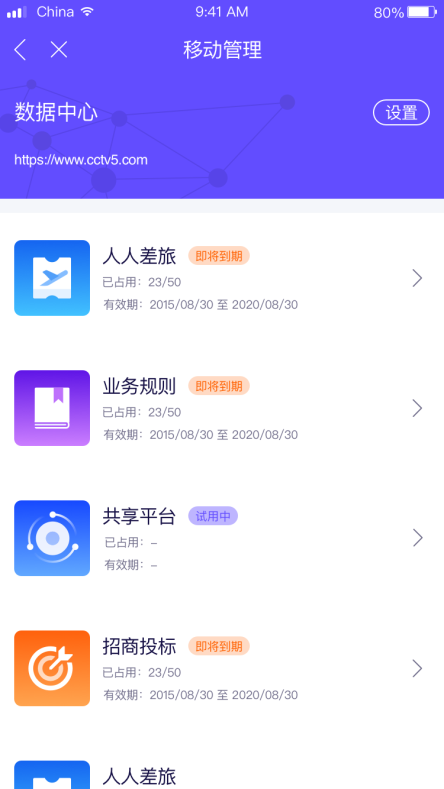 China 9:41 AM 80%
移动管理
数据中心 设置
https://www.cctv5.com
人人差旅 即将到期
已占用：23/50
有效期：2015/08/30 至 2020/08/30
业务规则 即将到期
已占用：23/50
有效期：2015/08/30 至 2020/08/30
共享平台 试用中
已占用：–
有效期：–
招商投标 即将到期
已占用：23/50
有效期：2015/08/30 至 2020/08/30
人人差旅